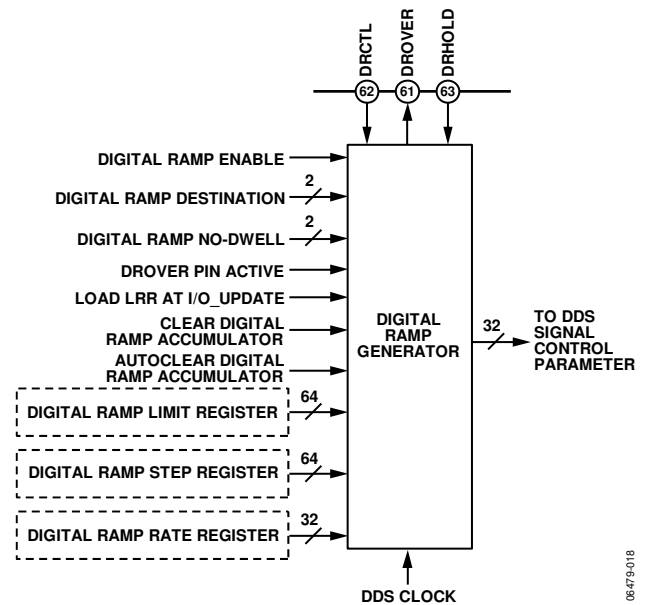 DRCTL
DROVER
DRHOLD
62
61
63
DIGITAL RAMP ENABLE
2
DIGITAL RAMP DESTINATION
2
DIGITAL RAMP NO-DWELL
DROVER PIN ACTIVE
LOAD LRR AT I/O_UPDATE
CLEAR DIGITAL
RAMP ACCUMULATOR
AUTOCLEAR DIGITAL
RAMP ACCUMULATOR
64
DIGITAL RAMP LIMIT REGISTER
64
DIGITAL RAMP STEP REGISTER
32
DIGITAL RAMP RATE REGISTER
DIGITAL
RAMP
GENERATOR
32
TO DDS
SIGNAL
CONTROL
PARAMETER
DDS CLOCK
06479-018